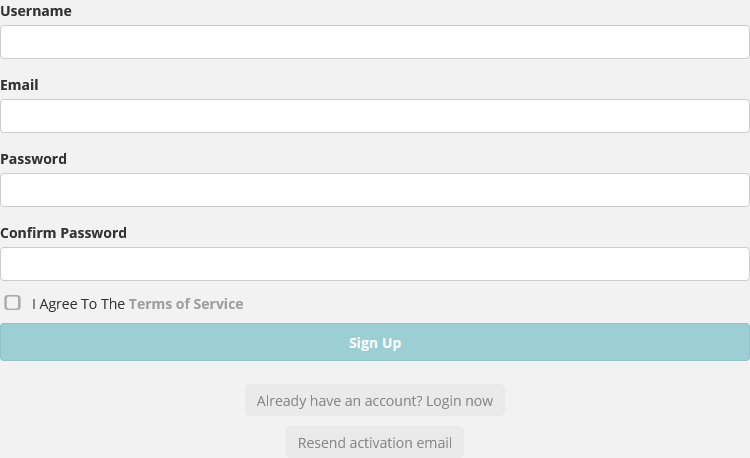 Username
Email
Password
Confirm Password
I Agree To The Terms of Service
Sign Up
Already have an account? Login now
Resend activation email